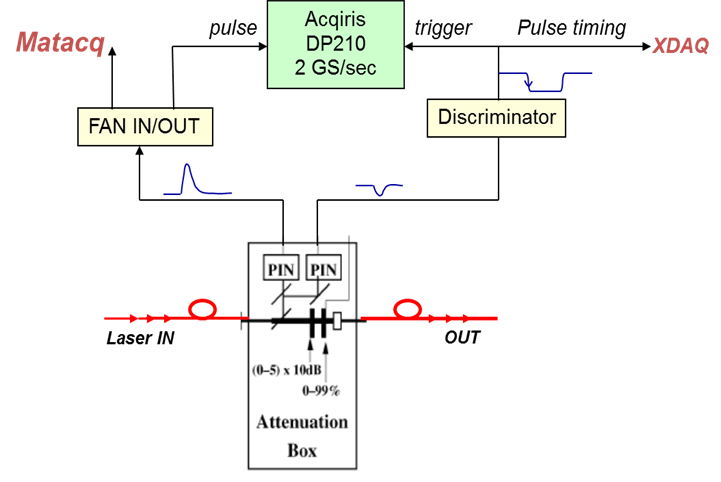 Matacq
pulse
Acqiris
DP210
2 GS/sec
trigger
Pulse timing
XDAQ
FAN IN/OUT
Discriminator
PIN
PIN
Laser IN
OUT
(0–5) x 10dB
0–99%
Attenuation
Box